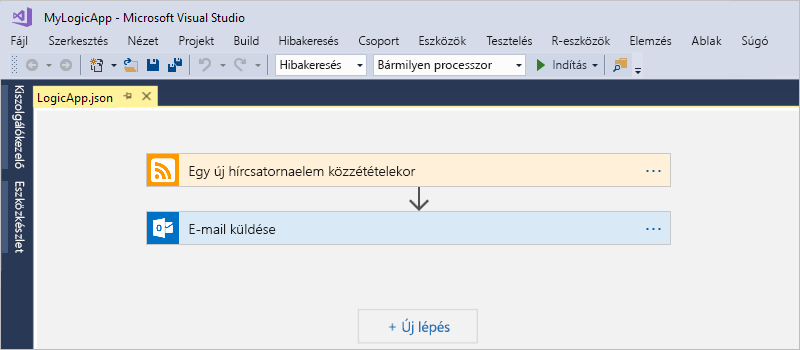 MyLogicApp - Microsoft Visual Studio
Fájl Szerkesztés Nézet Projekt Build Hibakeresés Csoport Eszközök Tesztelés R-eszközök Elemzés Ablak Súgó
Hibakeresés Bármilyen processzor Indítás
Kiszolgálókezelő Eszközkészlet
LogicApp.json
Egy új hírcsatornaelem közzétételekor ...
E-mail küldése ...
+ Új lépés